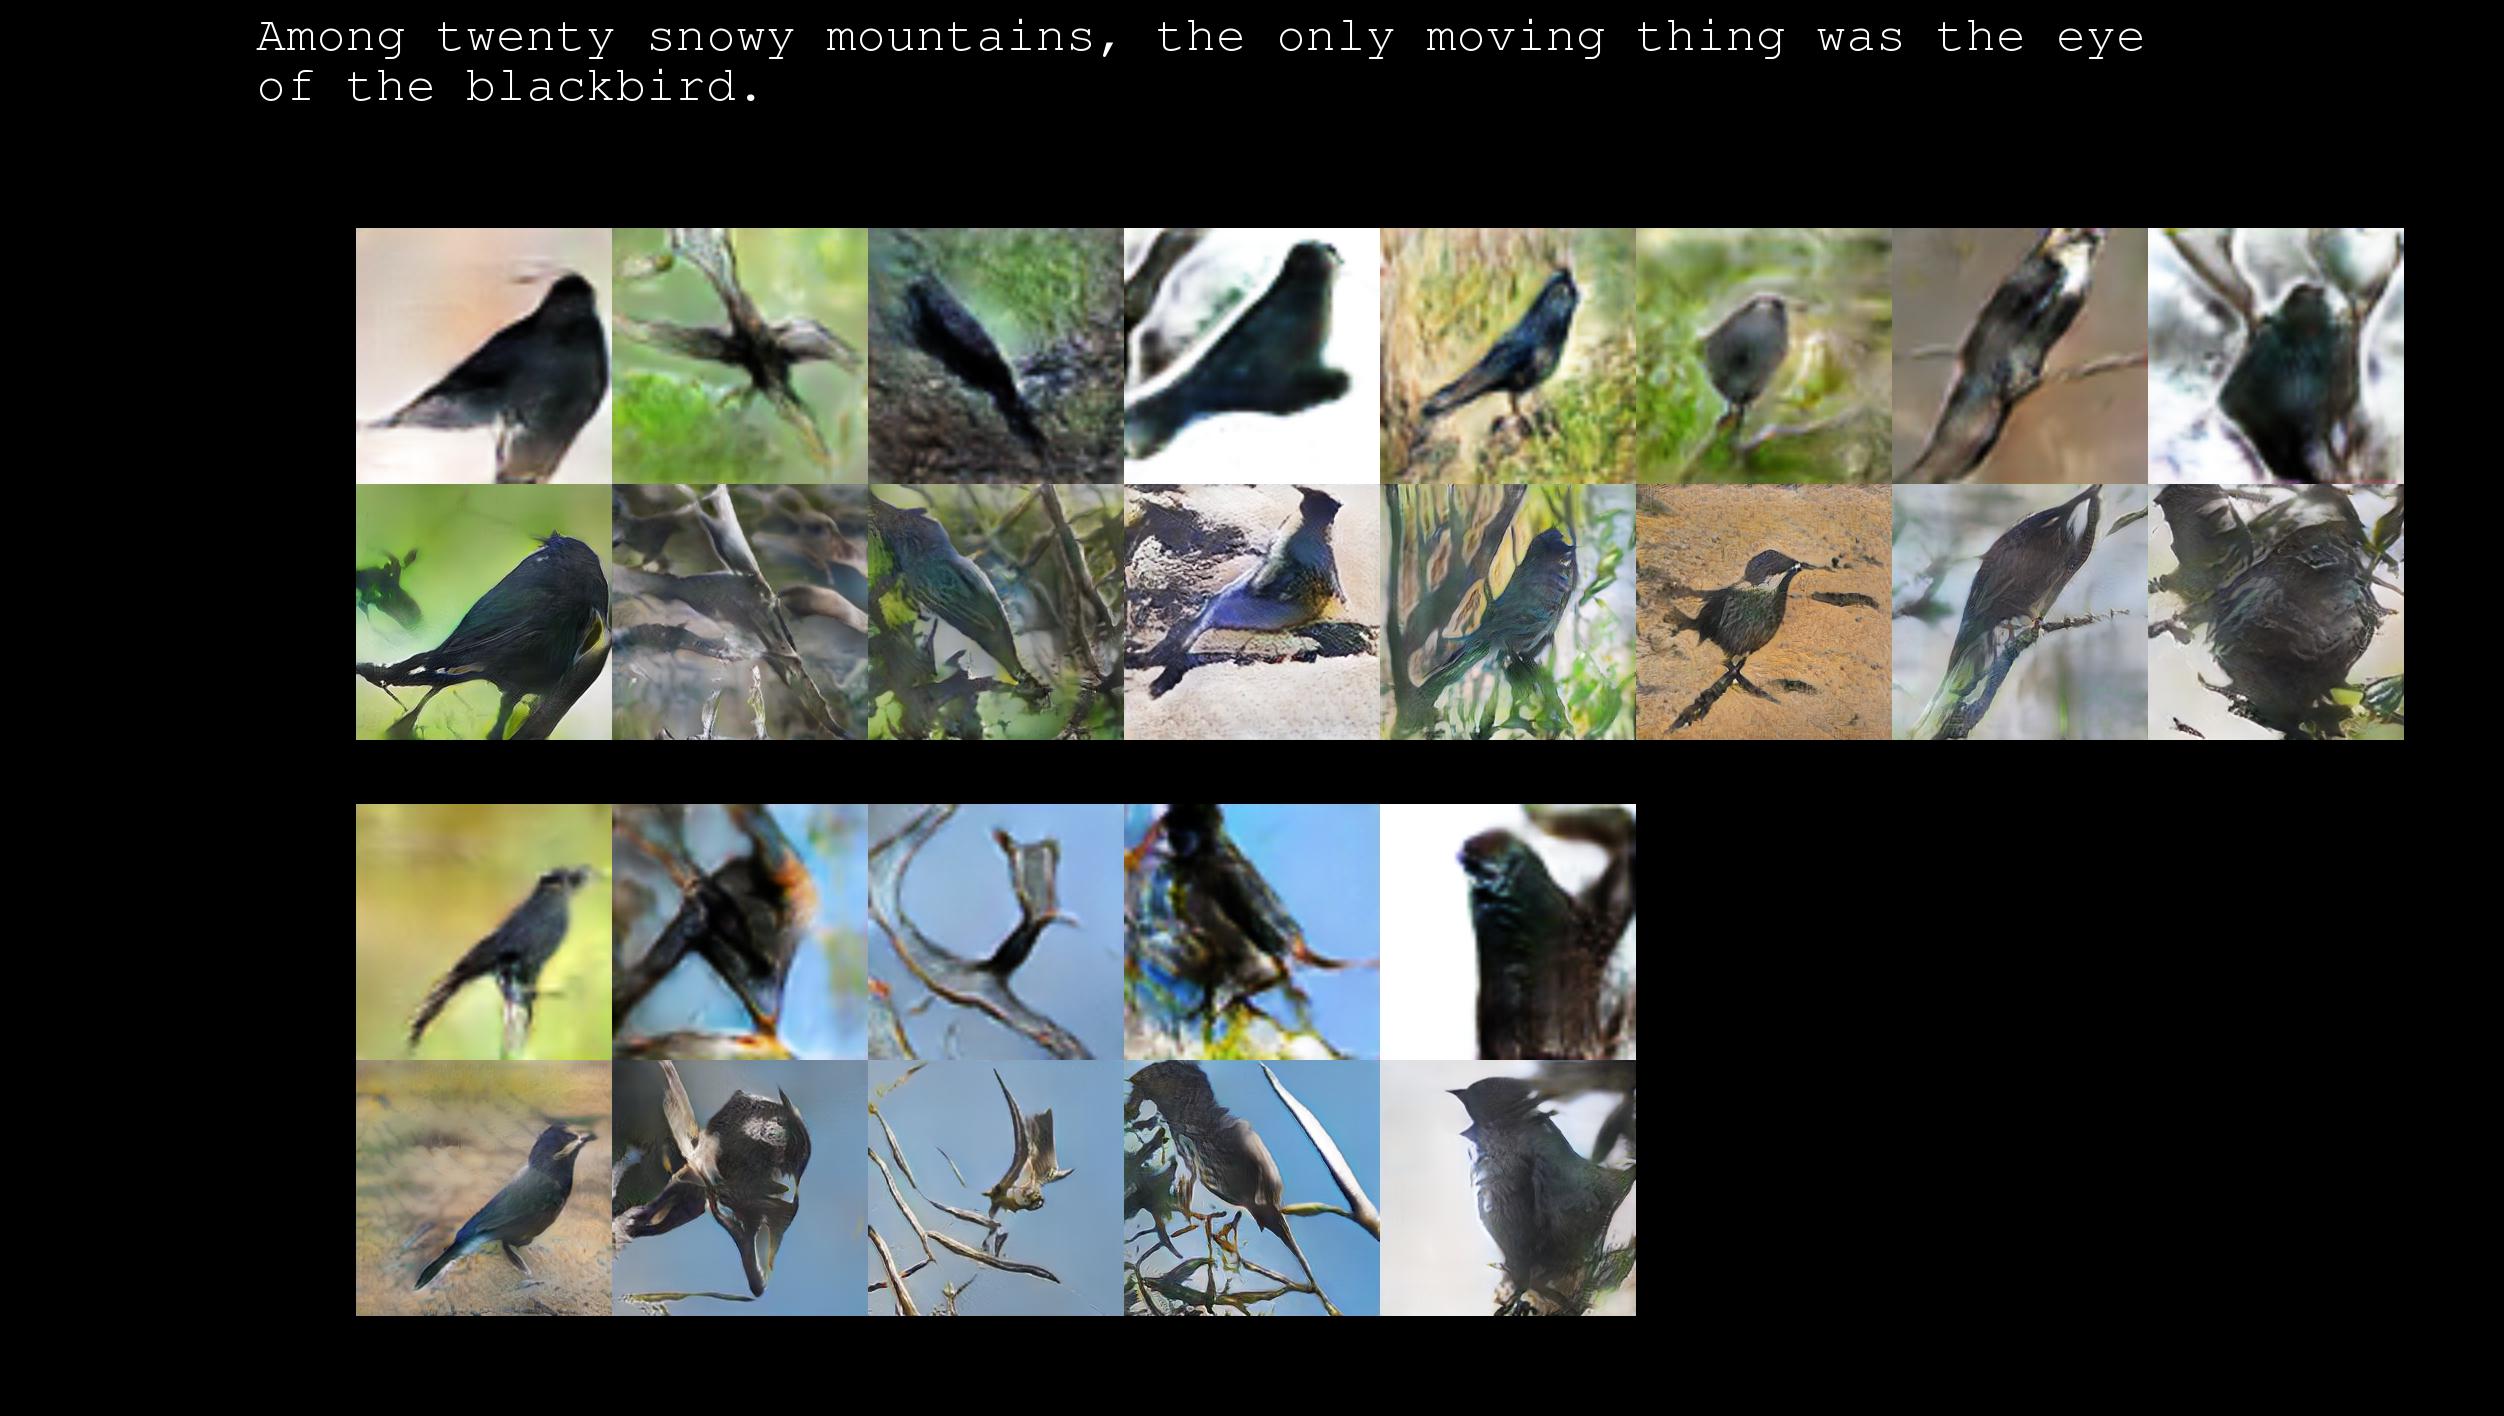 Among twenty snowy mountains, the only moving thing was the eye
of the blackbird.